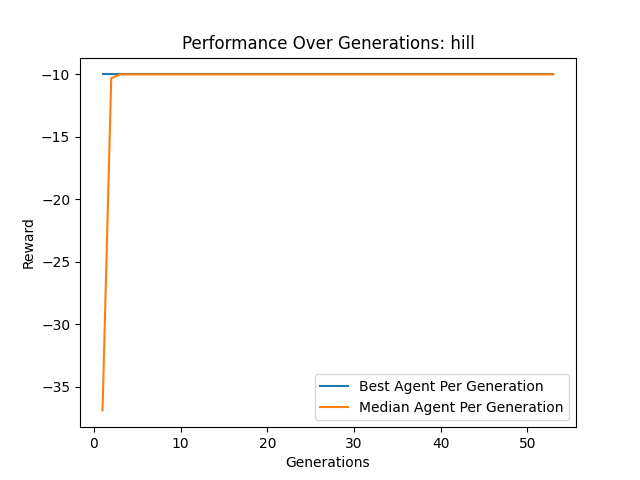 Performance Over Generations: hill
Reward
−10
−15
−20
−25
−30
−35
0 10 20 30 40 50
Generations
Best Agent Per Generation
Median Agent Per Generation